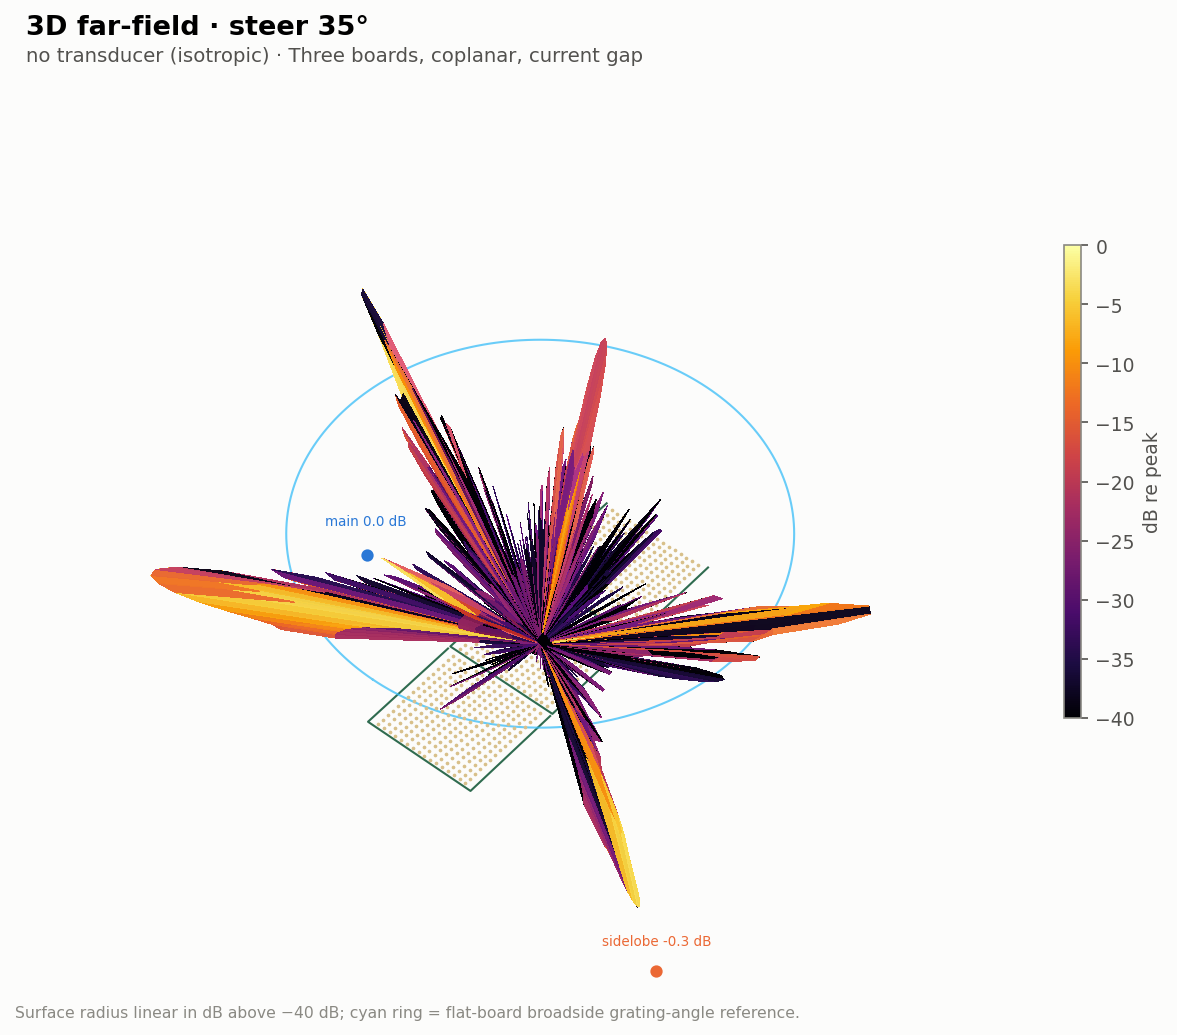 3D far-field · steer 35°
no transducer (isotropic) · Three boards, coplanar, current gap
main 0.0 dB
sidelobe -0.3 dB
0
−5
−10
−15
−20
−25
−30
−35
−40
dB re peak
Surface radius linear in dB above −40 dB; cyan ring = flat-board broadside grating-angle reference.